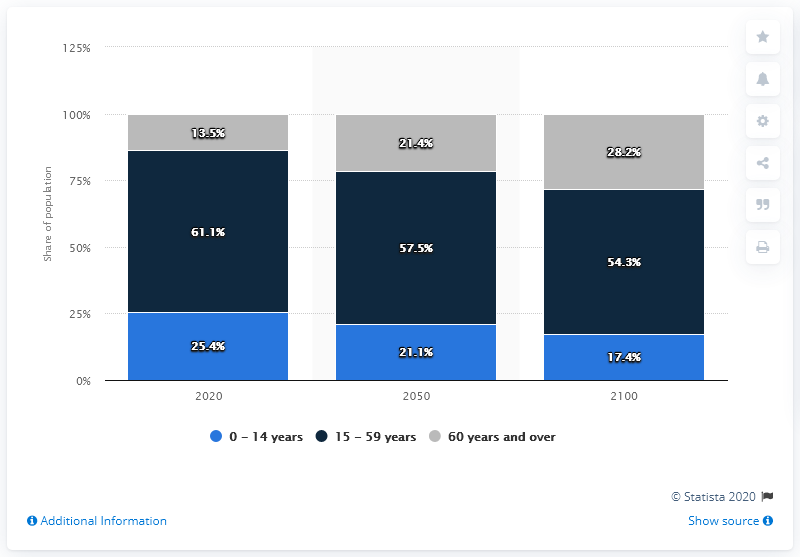 125%
100%
75%
50%
25%
0%
Share of population
13.5% 21.4% 28.2%
61.1% 57.5% 54.3%
25.4% 21.1% 17.4%
2020 2050 2100
0 – 14 years 15 – 59 years 60 years and over
© Statista 2020
Additional Information Show source